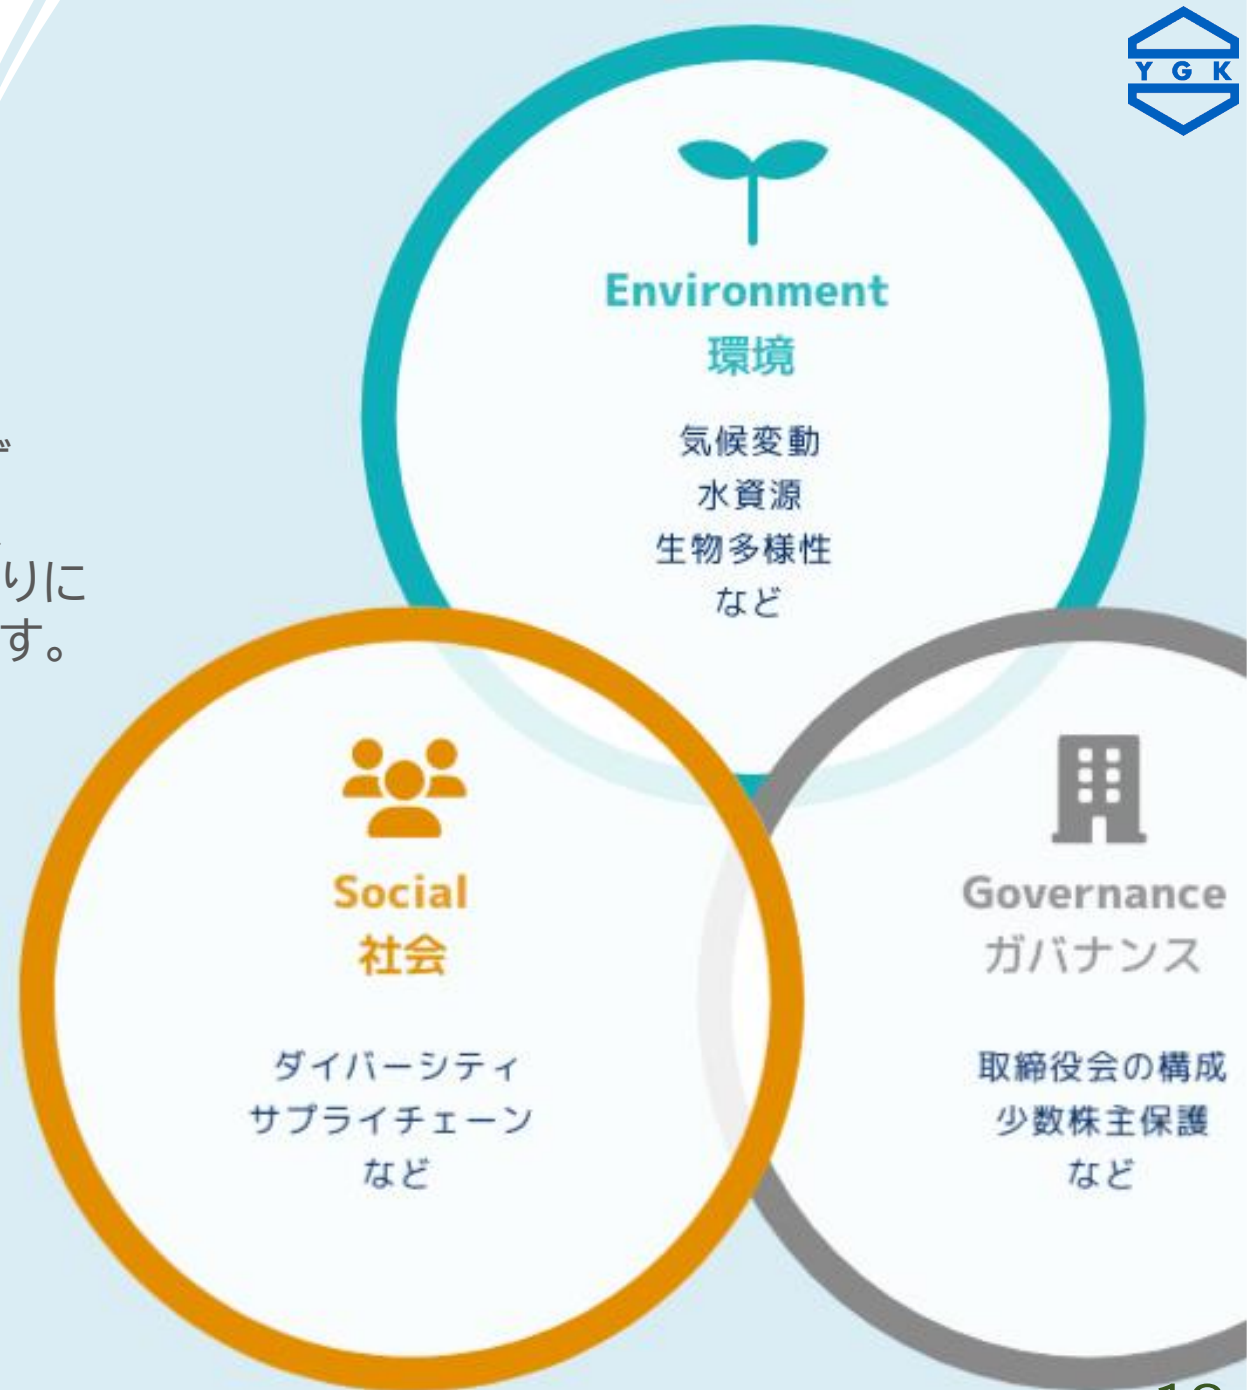 YGK
Environment
環境
気候変動
水資源
生物多様性
など
りに
す。
Social
社会
ダイバーシティ
サプライチェーン
など
Governance
ガバナンス
取締役会の構成
少数株主保護
など